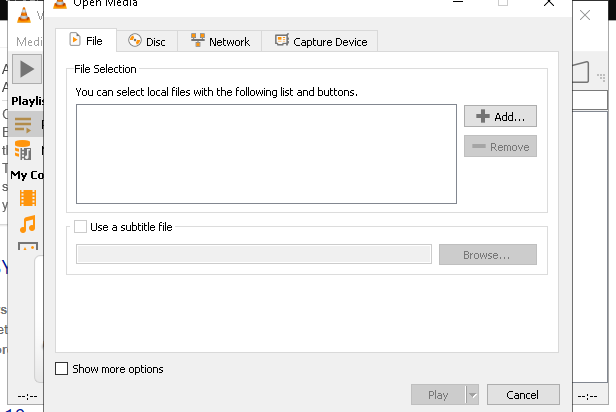 Open Media
Medi
File
Disc
Network
Capture Device
File Selection
You can select local files with the following list and buttons.
Add...
Remove
Playlis
My Co
Use a subtitle file
Browse...
Show more options
Play
Cancel
--:--
--:--